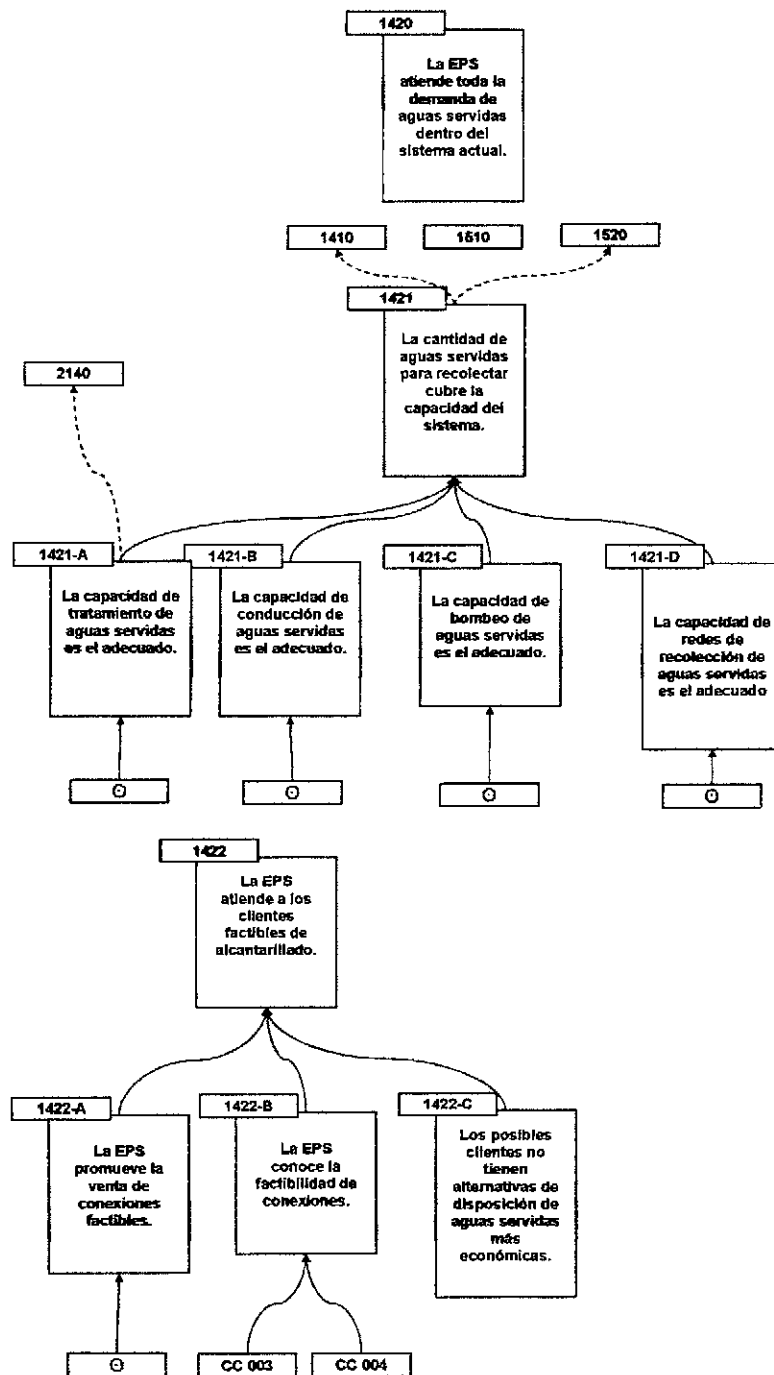 1420
La EPS
atiende toda la
demanda de
aguas servidas
dentro del
sistema actual.
1410
1510
1520
1421
La cantidad de
aguas servidas
para recolectar
cubre la
capacidad del
sistema.
2140
1421-A
La capacidad de
tratamiento de
aguas servidas
es el adecuado.
1421-B
La capacidad de
conducción de
aguas servidas
es el adecuado.
1421-C
La capacidad de
bombeo de
aguas servidas
es el adecuado.
1421-D
La capacidad de
redes de
recolección de
aguas servidas
es el adecuado
1422
La EPS
atiende a los
clientes
factibles de
alcantarillado.
1422-A
La EPS
promueve la
venta de
conexiones
factibles.
1422-B
La EPS
conoce la
factibilidad de
conexiones.
1422-C
Los posibles
clientes no
tienen
alternativas de
disposición de
aguas servidas
más
económicas.
CC 003
CC 004